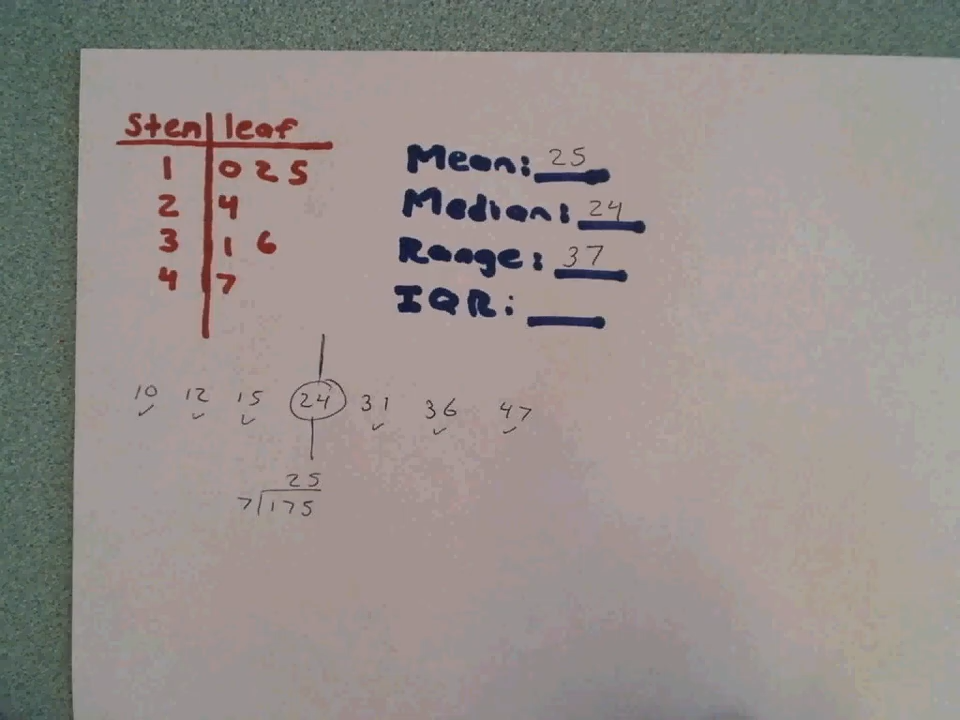 Sten leaf
1 0 2 5
2 4
3 1 6
4 7
Mean: 25
Median: 24
Range: 37
IQR:
10 12 15 24 31 36 47
25
7 175